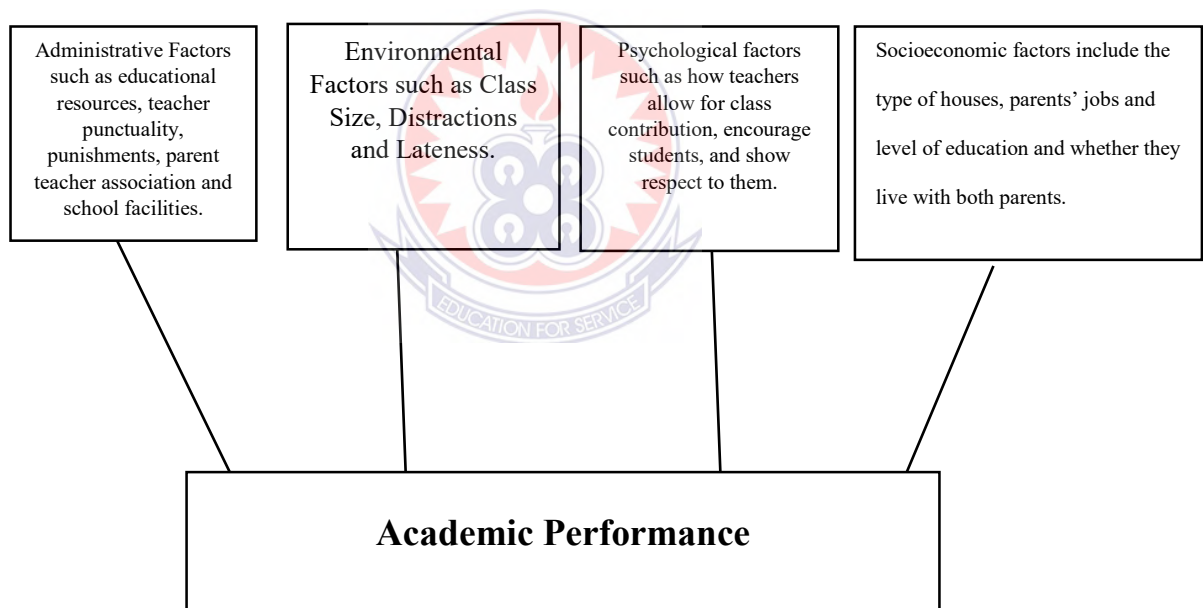 Administrative Factors
such as educational
resources, teacher
punctuality,
punishments, parent
teacher association and
school facilities.
Environmental
Factors such as Class
Size, Distractions
and Lateness.
Psychological factors
such as how teachers
allow for class
contribution, encourage
students, and show
respect to them.
Socioeconomic factors include the
type of houses, parents’ jobs and
level of education and whether they
live with both parents.
EDUCATION FOR SERVICE
Academic Performance